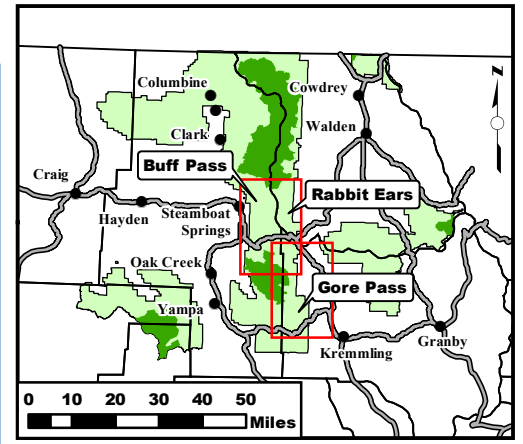 Columbine
Cowdrey
Walden
Clark
Buff Pass
Rabbit Ears
Craig
Hayden
Steamboat
Springs
Oak Creek
Gore Pass
Yampa
Kremmling
Granby
0 5 10 20 30 40 50
Miles
N